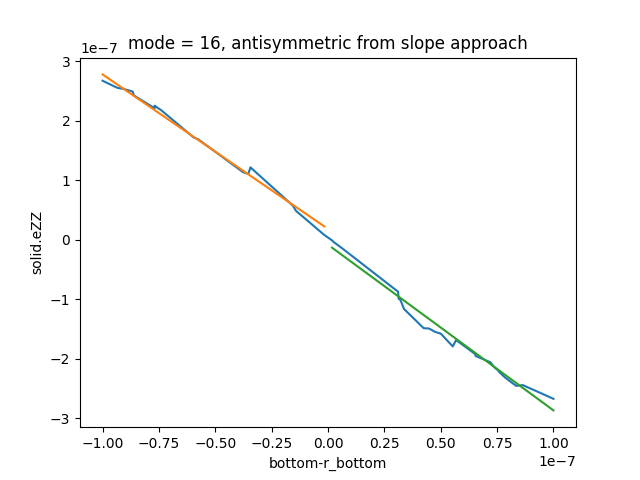 mode = 16, antisymmetric from slope approach
1e−7
3
2
1
0
−1
−2
−3
solid.eZZ
−1.00 −0.75 −0.50 −0.25 0.00 0.25 0.50 0.75 1.00
bottom-r_bottom
1e−7